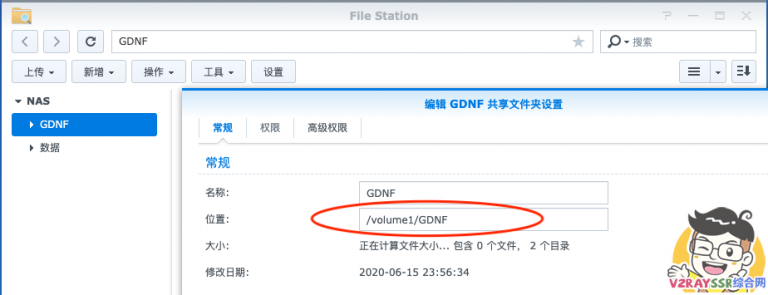 File Station
GDNF
搜索
上传 新增 操作 工具 设置
NAS
GDNF
数据
编辑 GDNF 共享文件夹设置
常规 权限 高级权限
常规
名称: GDNF
位置: /volume1/GDNF
大小: 正在计算文件大小... 包含 0 个文件， 2 个目录
修改日期: 2020-06-15 23:56:34
V2RAYSSR综合网